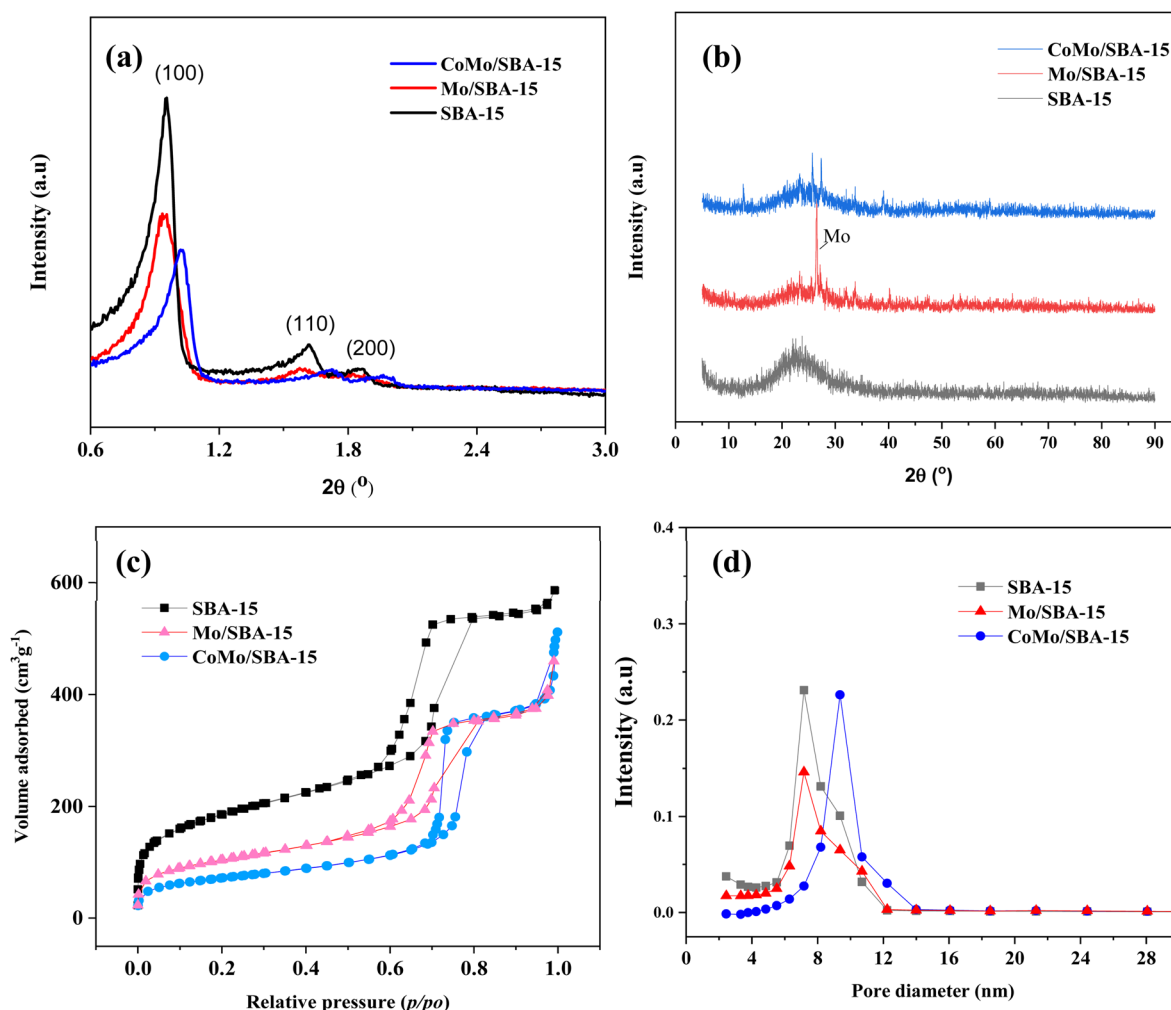 (a)
(100)
(110)
(200)
CoMo/SBA-15
Mo/SBA-15
SBA-15
Intensity (a.u)
0.6 1.2 1.8 2.4 3.0
2θ (°)
(b)
CoMo/SBA-15
Mo/SBA-15
SBA-15
Mo
Intensity (a.u)
0 10 20 30 40 50 60 70 80 90
2θ (°)
(c)
SBA-15
Mo/SBA-15
CoMo/SBA-15
Volume adsorbed (cm³g⁻¹)
600
400
200
0
0.0 0.2 0.4 0.6 0.8 1.0
Relative pressure (p/po)
(d)
SBA-15
Mo/SBA-15
CoMo/SBA-15
Intensity (a.u)
0.4
0.3
0.2
0.1
0.0
0 4 8 12 16 20 24 28
Pore diameter (nm)